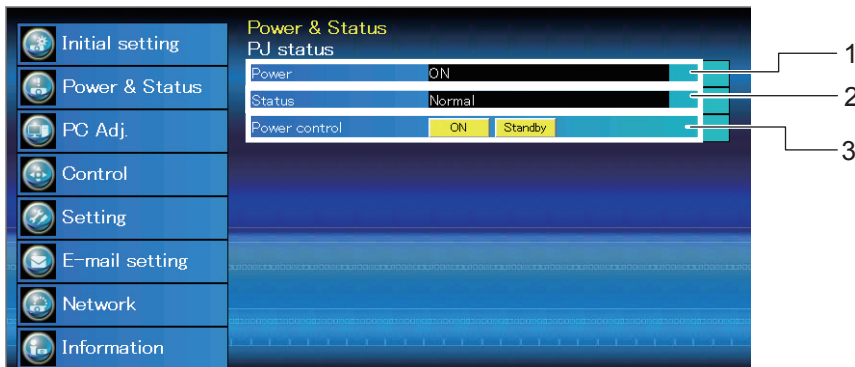 Initial setting
Power & Status
PC Adj.
Control
Setting
E-mail setting
Network
Information
Power & Status
PJ status
Power ON
Status Normal
Power control ON Standby
1
2
3